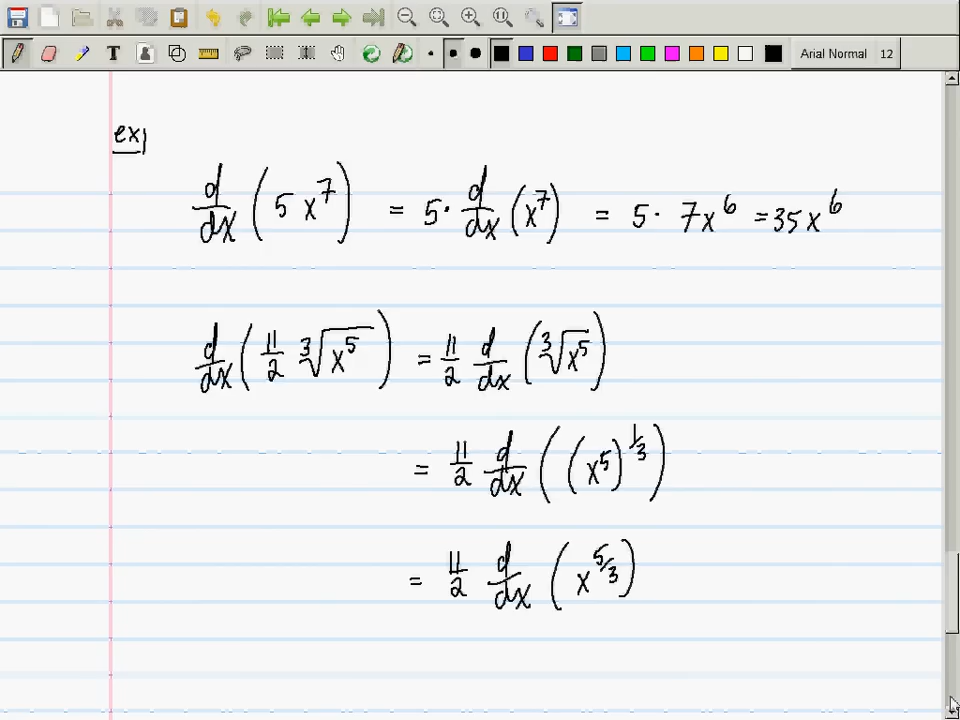 Arial Normal 12
ex)
d/dx (5 x^7) = 5 · d/dx (x^7) = 5 · 7x^6 = 35x^6
d/dx (11/2 ∛(x^5)) = 11/2 d/dx (∛(x^5))
= 11/2 d/dx ((x^5)^(1/3))
= 11/2 d/dx (x^(5/3))